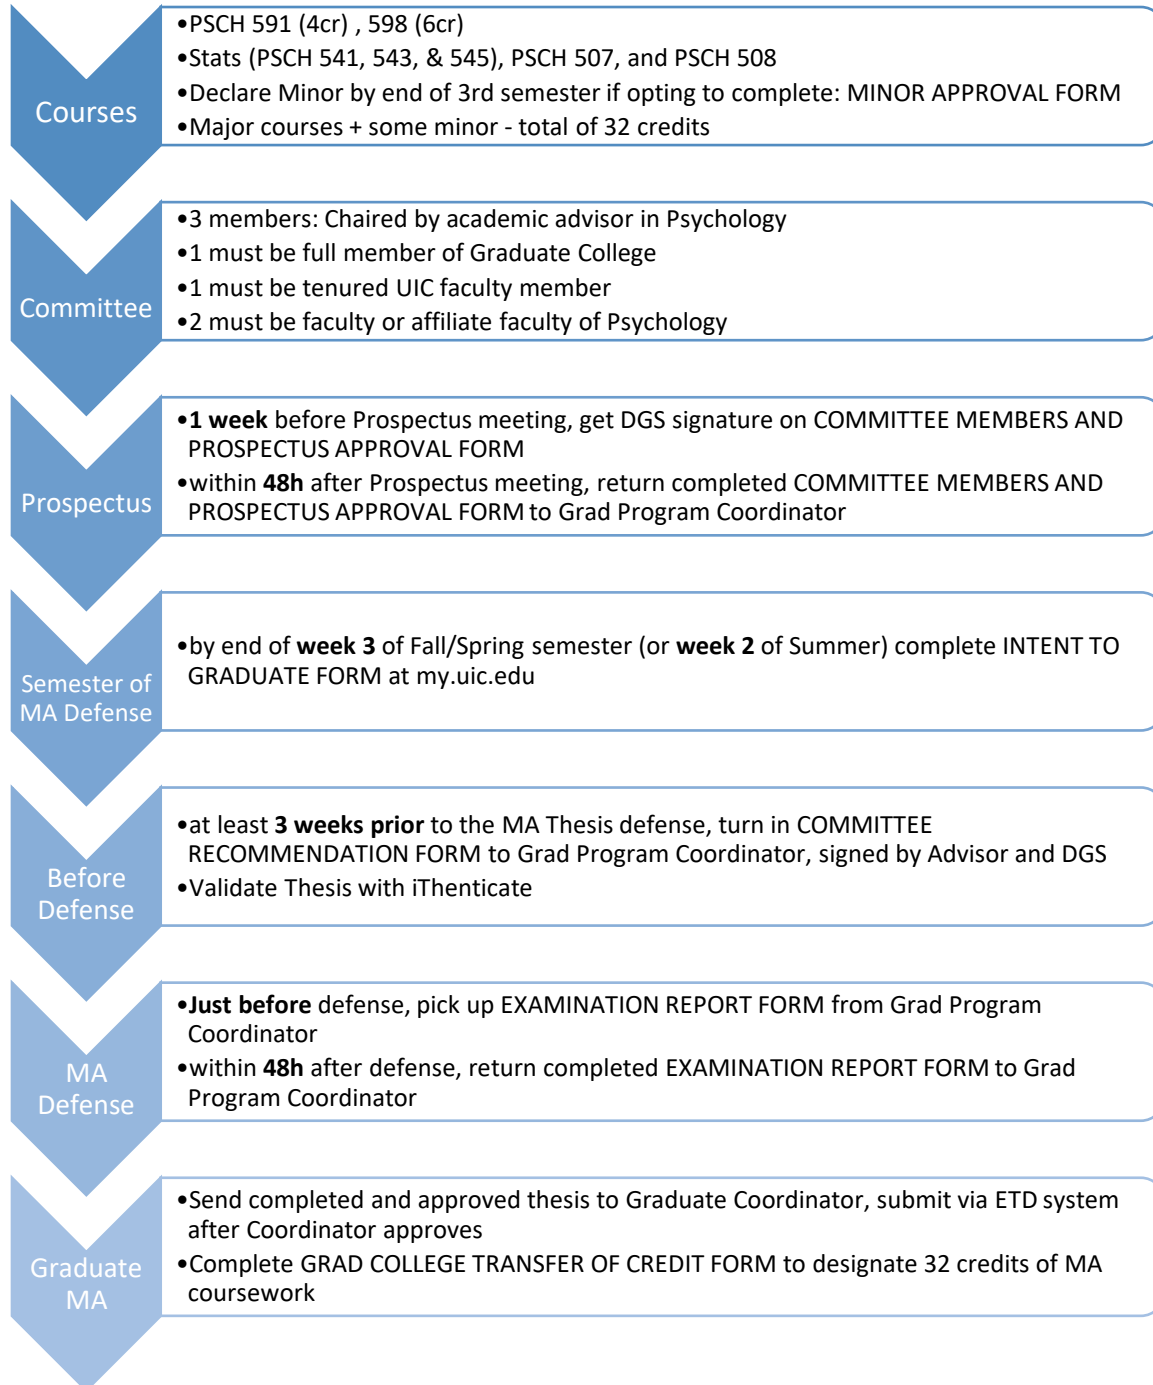 Courses
•PSCH 591 (4cr) , 598 (6cr)
•Stats (PSCH 541, 543, & 545), PSCH 507, and PSCH 508
•Declare Minor by end of 3rd semester if opting to complete: MINOR APPROVAL FORM
•Major courses + some minor - total of 32 credits
Committee
•3 members: Chaired by academic advisor in Psychology
•1 must be full member of Graduate College
•1 must be tenured UIC faculty member
•2 must be faculty or affiliate faculty of Psychology
Prospectus
•1 week before Prospectus meeting, get DGS signature on COMMITTEE MEMBERS AND
PROSPECTUS APPROVAL FORM
•within 48h after Prospectus meeting, return completed COMMITTEE MEMBERS AND
PROSPECTUS APPROVAL FORM to Grad Program Coordinator
Semester of
MA Defense
•by end of week 3 of Fall/Spring semester (or week 2 of Summer) complete INTENT TO
GRADUATE FORM at my.uic.edu
Before
Defense
•at least 3 weeks prior to the MA Thesis defense, turn in COMMITTEE
RECOMMENDATION FORM to Grad Program Coordinator, signed by Advisor and DGS
•Validate Thesis with iThenticate
MA
Defense
•Just before defense, pick up EXAMINATION REPORT FORM from Grad Program
Coordinator
•within 48h after defense, return completed EXAMINATION REPORT FORM to Grad
Program Coordinator
Graduate
MA
•Send completed and approved thesis to Graduate Coordinator, submit via ETD system
after Coordinator approves
•Complete GRAD COLLEGE TRANSFER OF CREDIT FORM to designate 32 credits of MA
coursework